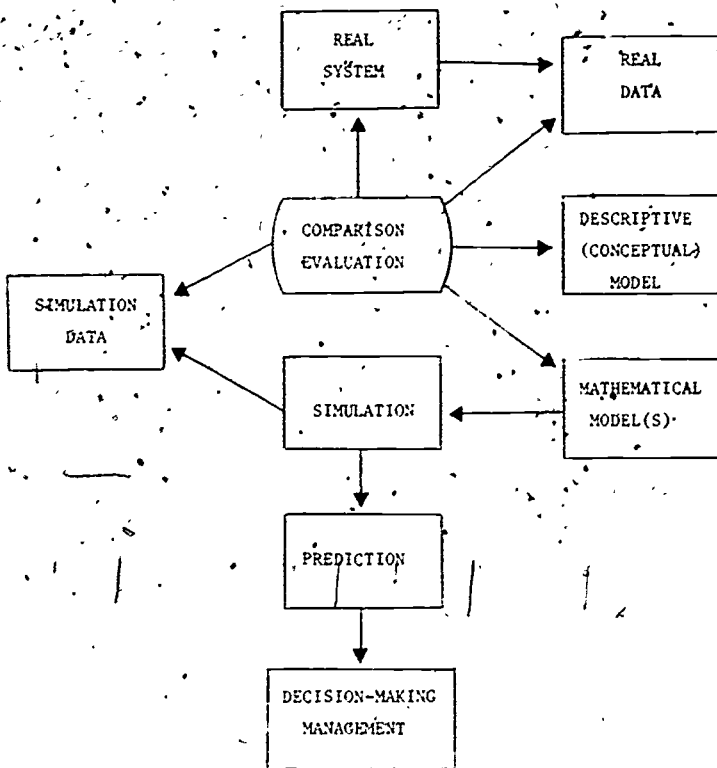 REAL
SYSTEM
REAL
DATA
COMPARISON
EVALUATION
DESCRIPTIVE
(CONCEPTUAL)
MODEL
SIMULATION
DATA
SIMULATION
MATHEMATICAL
MODEL(S)
PREDICTION
DECISION-MAKING
MANAGEMENT